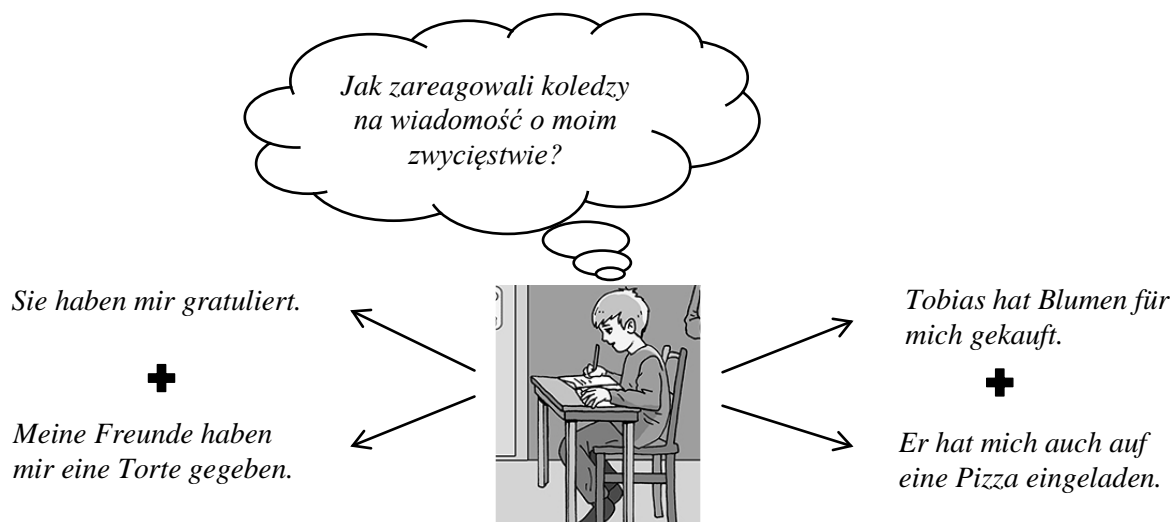 Jak zareagowali koledzy
na wiadomość o moim
zwycięstwie?
Sie haben mir gratuliert.
Meine Freunde haben
mir eine Torte gegeben.
Tobias hat Blumen für
mich gekauft.
Er hat mich auch auf
eine Pizza eingeladen.